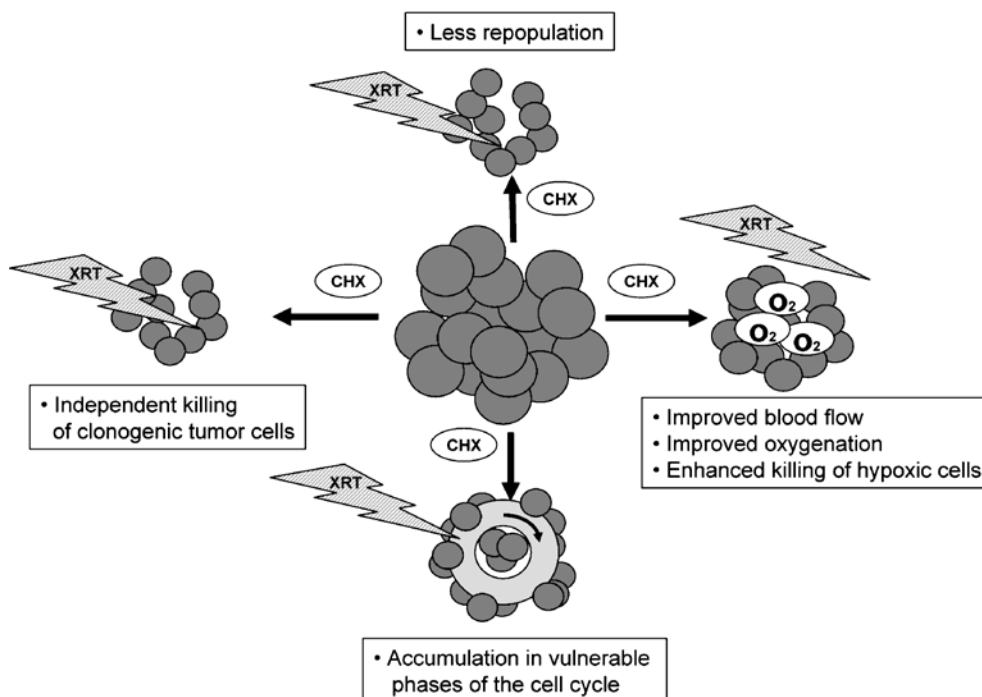 • Less repopulation
XRT
CHX
XRT
CHX
CHX
XRT
O2
O2
O2
• Independent killing
of clonogenic tumor cells
• Improved blood flow
• Improved oxygenation
• Enhanced killing of hypoxic cells
CHX
XRT
• Accumulation in vulnerable
phases of the cell cycle